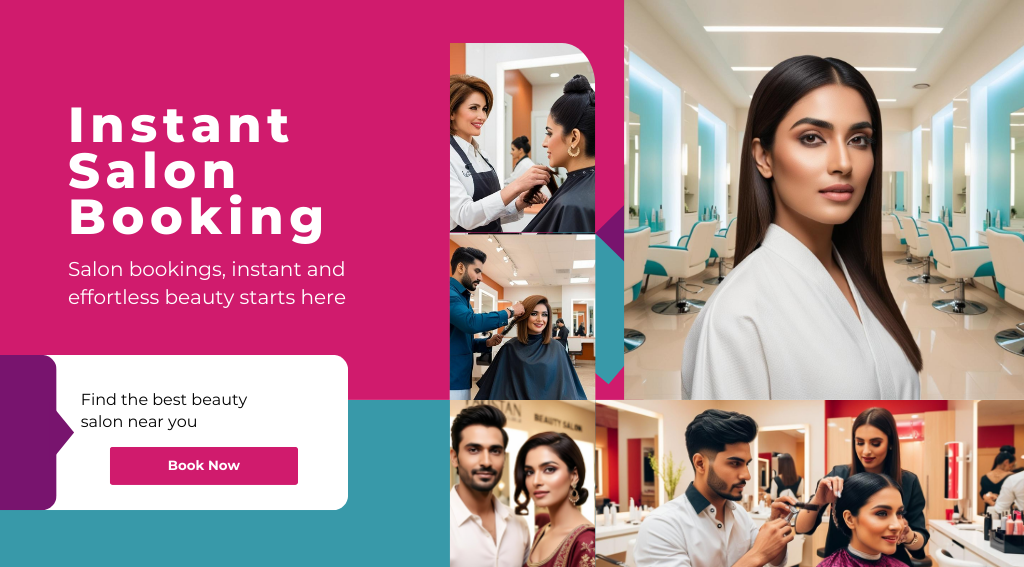 Instant
Salon
Booking
Salon bookings, instant and
effortless beauty starts here
Find the best beauty
salon near you
Book Now
BEAUTY SALON